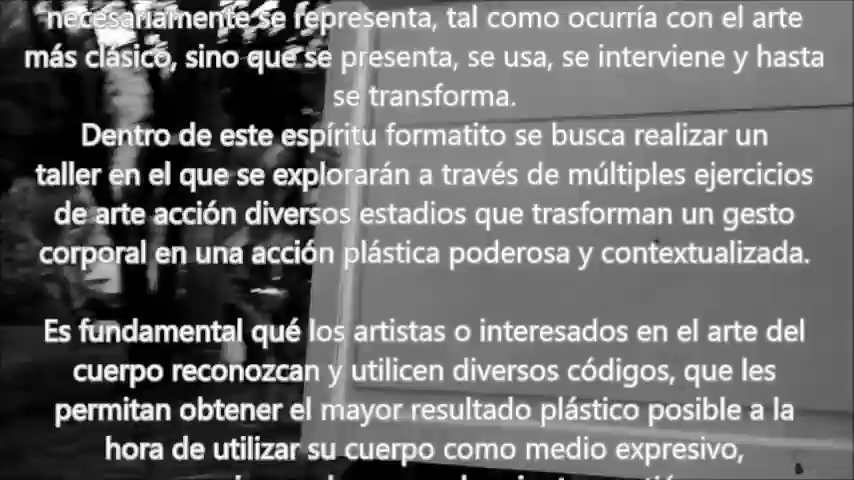 necesariamente se representa, tal como ocurría con el arte
más clásico, sino que se presenta, se usa, se interviene y hasta
se transforma.
Dentro de este espíritu formatito se busca realizar un
taller en el que se explorarán a través de múltiples ejercicios
de arte acción diversos estadios que trasforman un gesto
corporal en una acción plástica poderosa y contextualizada.
Es fundamental qué los artistas o interesados en el arte del
cuerpo reconozcan y utilicen diversos códigos, que les
permitan obtener el mayor resultado plástico posible a la
hora de utilizar su cuerpo como medio expresivo,